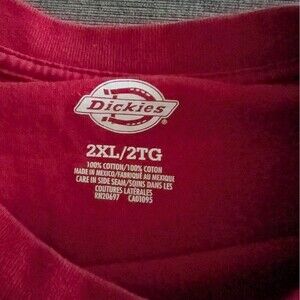 Dickies
2XL/2TG
100% COTTON/100% COTON
MADE IN MEXICO/FABRIQUÉ AU MEXIQUE
CARE IN SIDE SEAM/SOINS DANS LES
COUTURES LATÉRALES
RN20697 CA01095